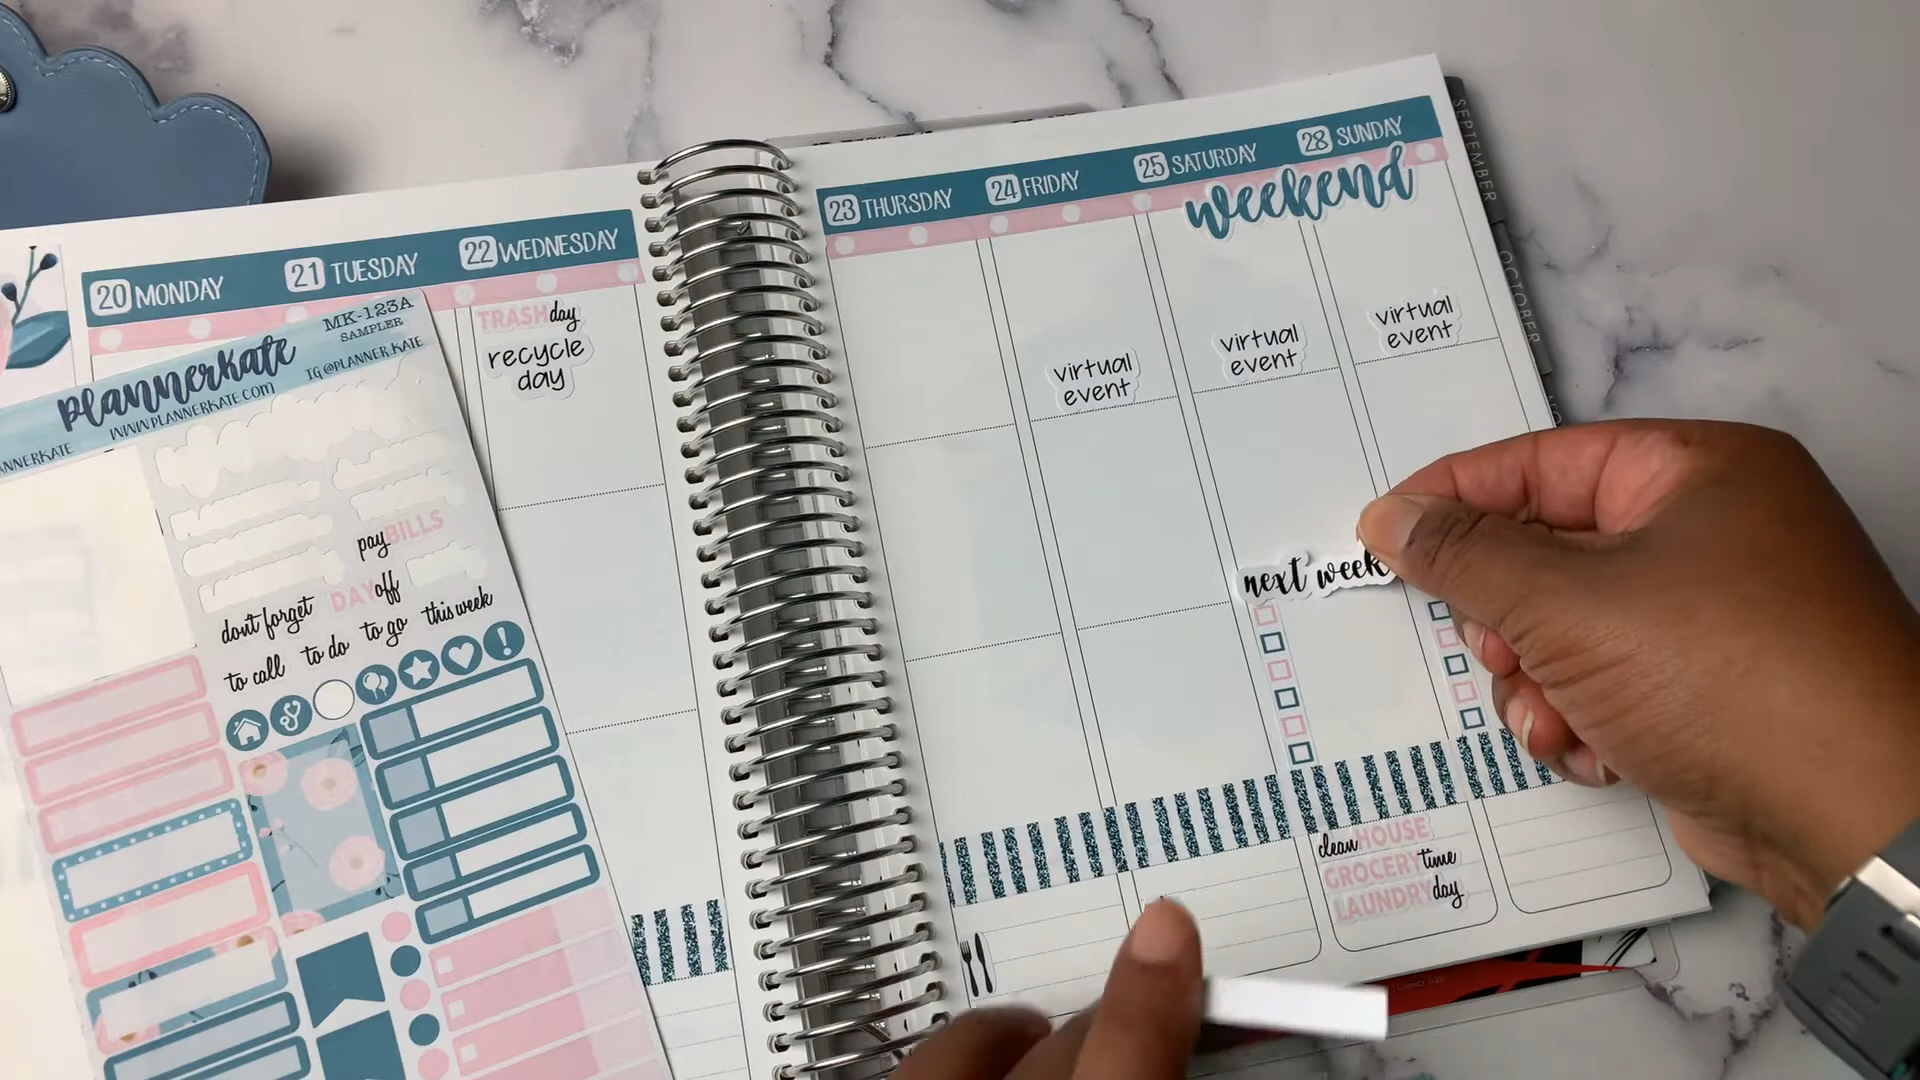 20 MONDAY
21 TUESDAY
22 WEDNESDAY
23 THURSDAY
24 FRIDAY
25 SATURDAY
28 SUNDAY
weekend
TRASH day
recycle
day
virtual
event
virtual
event
virtual
event
next week
clean HOUSE
GROCERY time
LAUNDRY day
MK-123A
SAMPLER
plannerkate
WWW.PLANNERKATE.COM
IG@PLANNER.KATE
pay BILLS
DAY off
don't forget
to call
to do
to go
this week
SEPTEMBER
OCTOBER